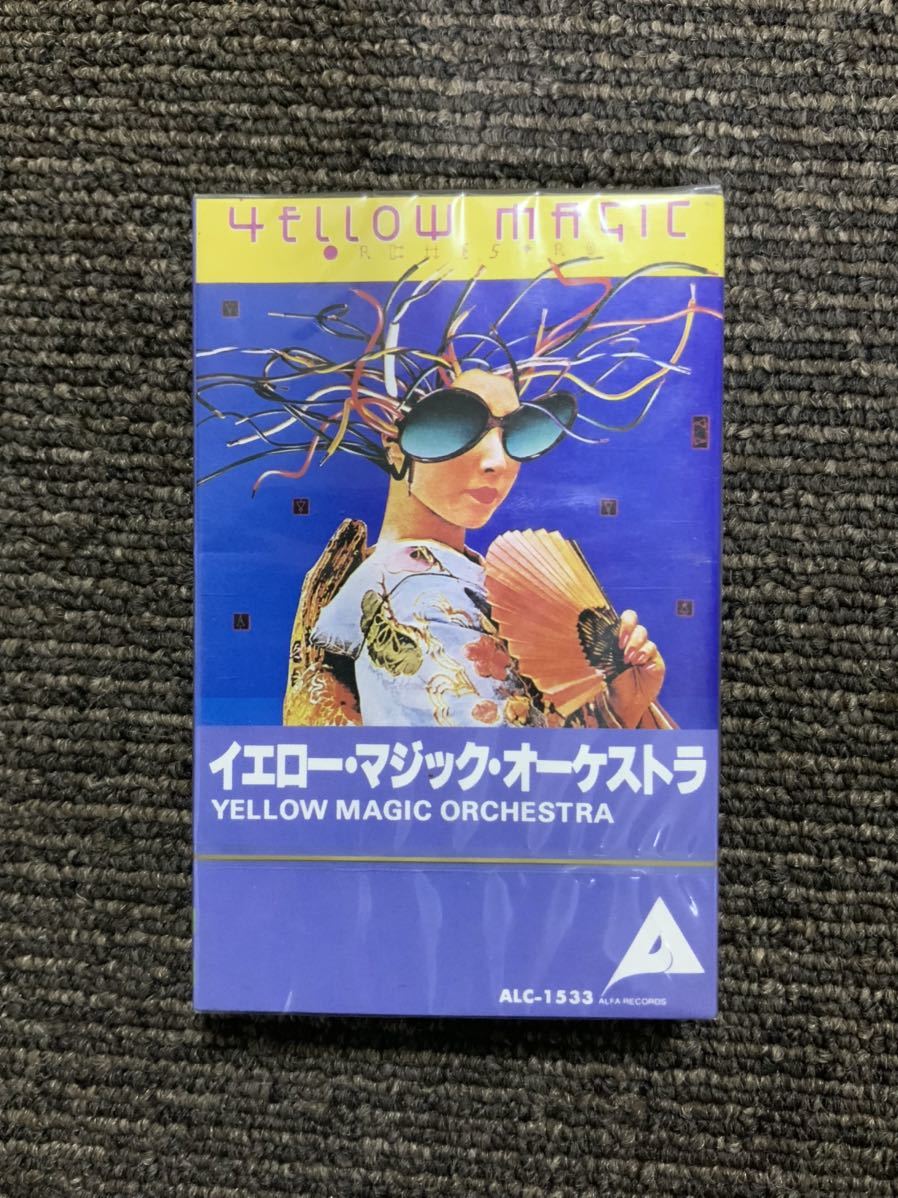 YELLOW MAGIC
ORCHESTRA
イエロー・マジック・オーケストラ
YELLOW MAGIC ORCHESTRA
ALC-1533
ALFA RECORDS